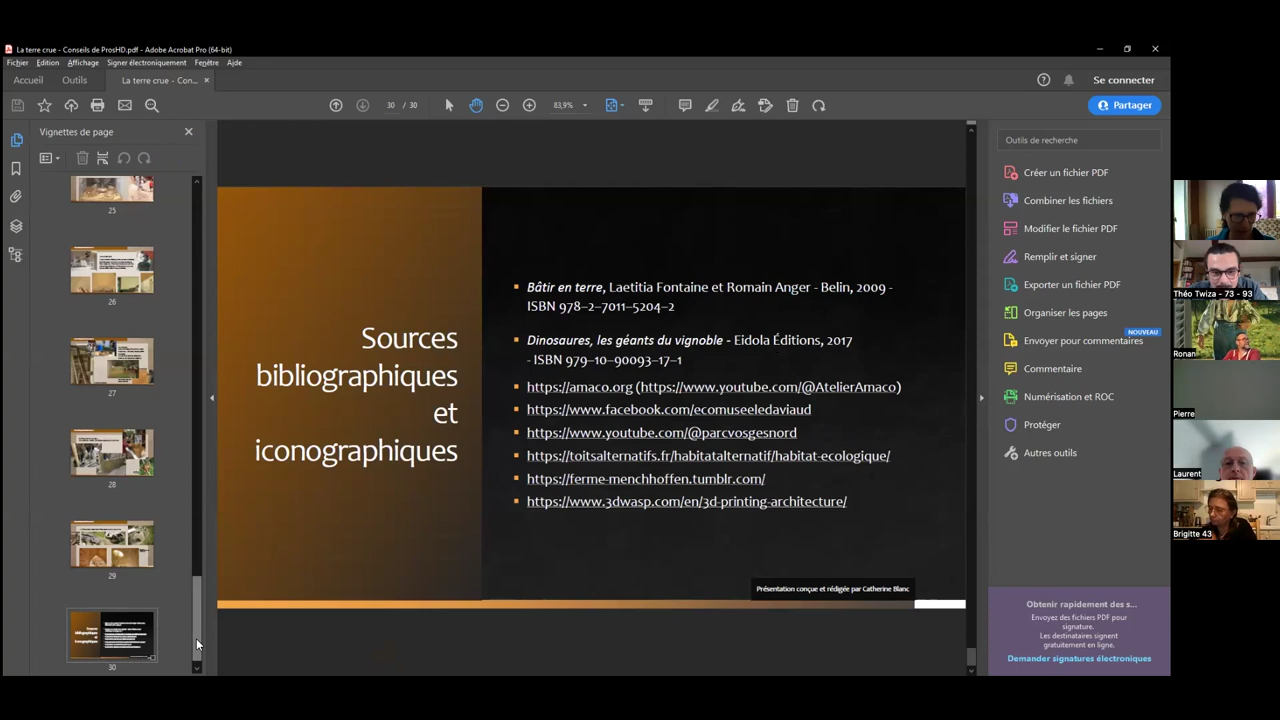 La terre crue - Conseils de ProsHD.pdf - Adobe Acrobat Pro (64-bit)
Fichier Edition Affichage Signer électroniquement Fenêtre Aide
Accueil Outils La terre crue - Con... × Se connecter
30 / 30 83,9% Partager
Vignettes de page
25
26
27
28
29
30
Sources
bibliographiques
et
iconographiques
Bâtir en terre, Laetitia Fontaine et Romain Anger - Belin, 2009 -
ISBN 978–2–7011–5204–2
Dinosaures, les géants du vignoble - Eidola Éditions, 2017
- ISBN 979–10–90093–17–1
https://amaco.org (https://www.youtube.com/@AtelierAmaco)
https://www.facebook.com/ecomuseeledaviaud
https://www.youtube.com/@parcvosgesnord
https://toitsalternatifs.fr/habitatalternatif/habitat-ecologique/
https://ferme-menchhoffen.tumblr.com/
https://www.3dwasp.com/en/3d-printing-architecture/
Présentation conçue et rédigée par Catherine Blanc
Outils de recherche
Créer un fichier PDF
Combiner les fichiers
Modifier le fichier PDF
Remplir et signer
Exporter un fichier PDF
Organiser les pages
NOUVEAU
Envoyer pour commentaires
Commentaire
Numérisation et ROC
Protéger
Autres outils
Obtenir rapidement des s...
Envoyez des fichiers PDF pour
signature.
Les destinataires signent
gratuitement en ligne.
Demander signatures électroniques
Théo Twiza - 73 - 93
Ronan
Pierre
Laurent
Brigitte 43